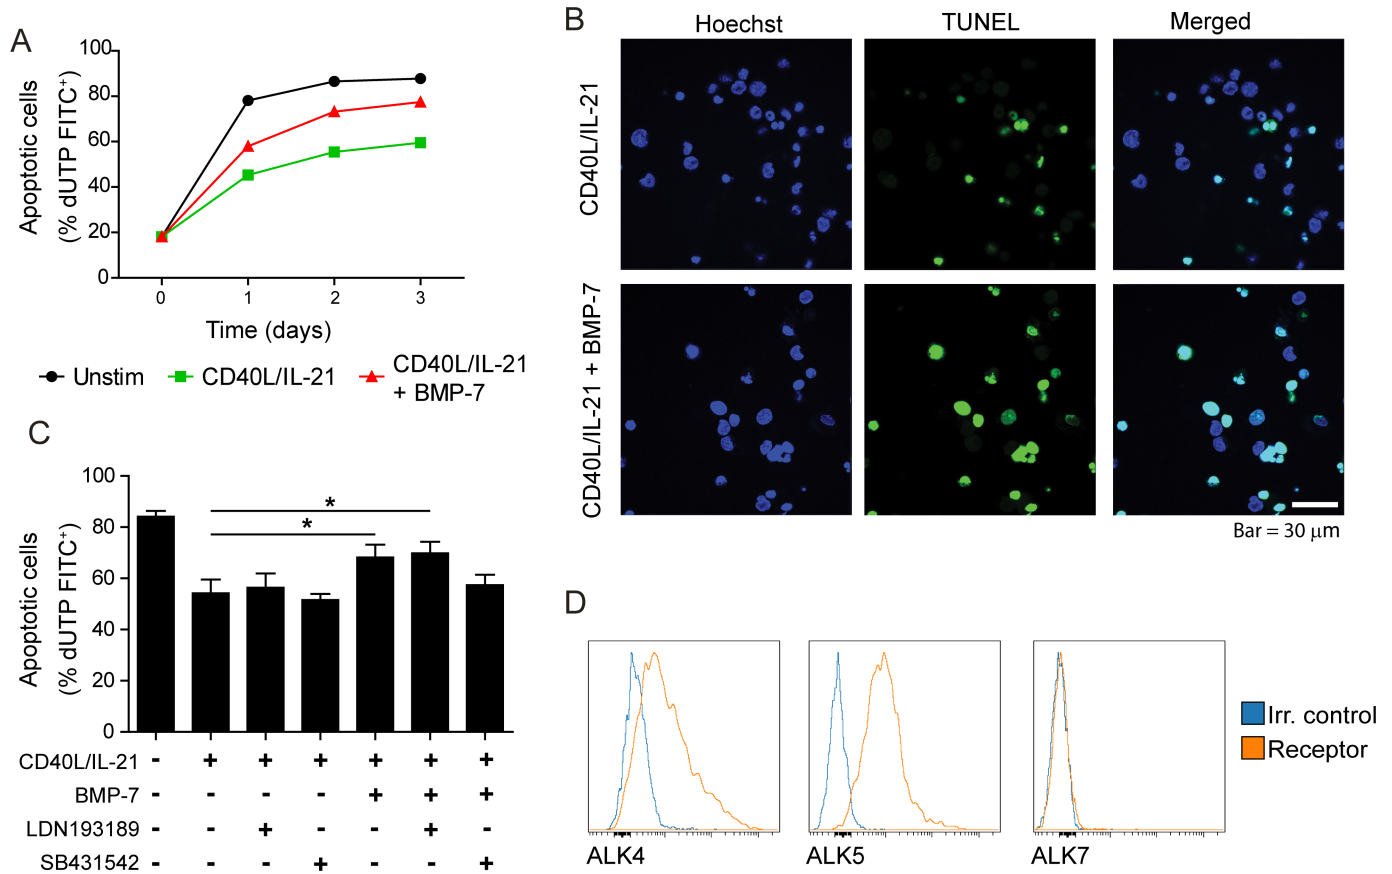 A
Apoptotic cells
(% dUTP FITC⁺)
100
80
60
40
20
0
0 1 2 3
Time (days)
Unstim CD40L/IL-21 CD40L/IL-21
+ BMP-7
B
Hoechst TUNEL Merged
CD40L/IL-21
CD40L/IL-21 + BMP-7
Bar = 30 µm
C
Apoptotic cells
(% dUTP FITC⁺)
100
80
60
40
20
0
*
*
CD40L/IL-21 - + + + + + +
BMP-7 - - - - + + +
LDN193189 - - + - - + -
SB431542 - - - + - - +
D
ALK4 ALK5 ALK7
Irr. control
Receptor